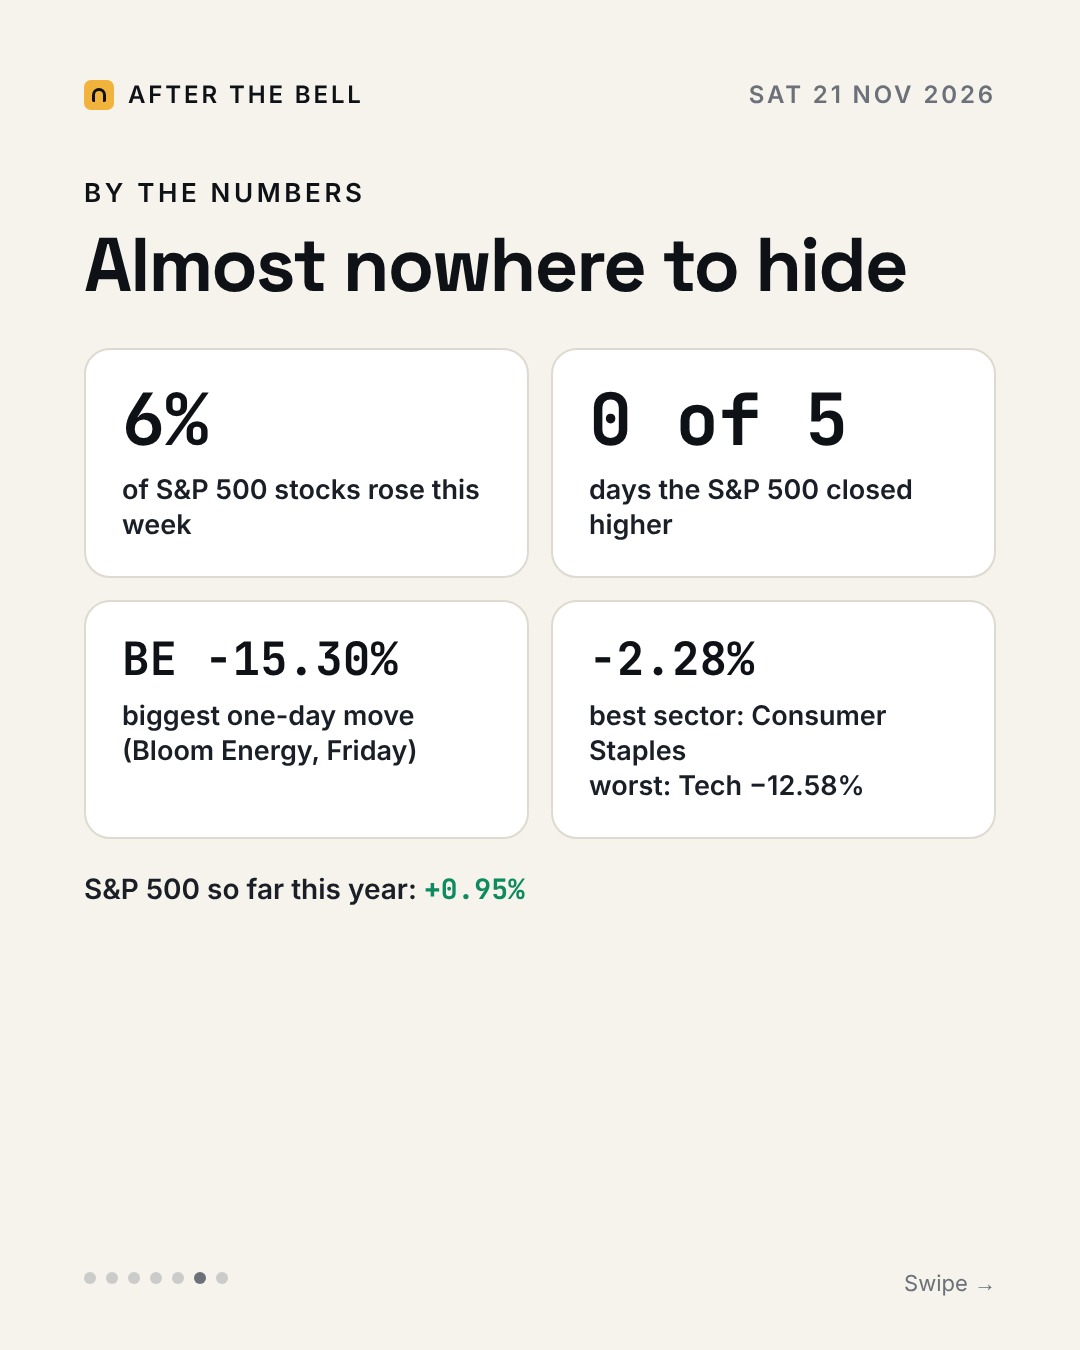 AFTER THE BELL
SAT 21 NOV 2026
BY THE NUMBERS
Almost nowhere to hide
6%
of S&P 500 stocks rose this
week
0 of 5
days the S&P 500 closed
higher
BE -15.30%
biggest one-day move
(Bloom Energy, Friday)
-2.28%
best sector: Consumer
Staples
worst: Tech −12.58%
S&P 500 so far this year: +0.95%
Swipe →